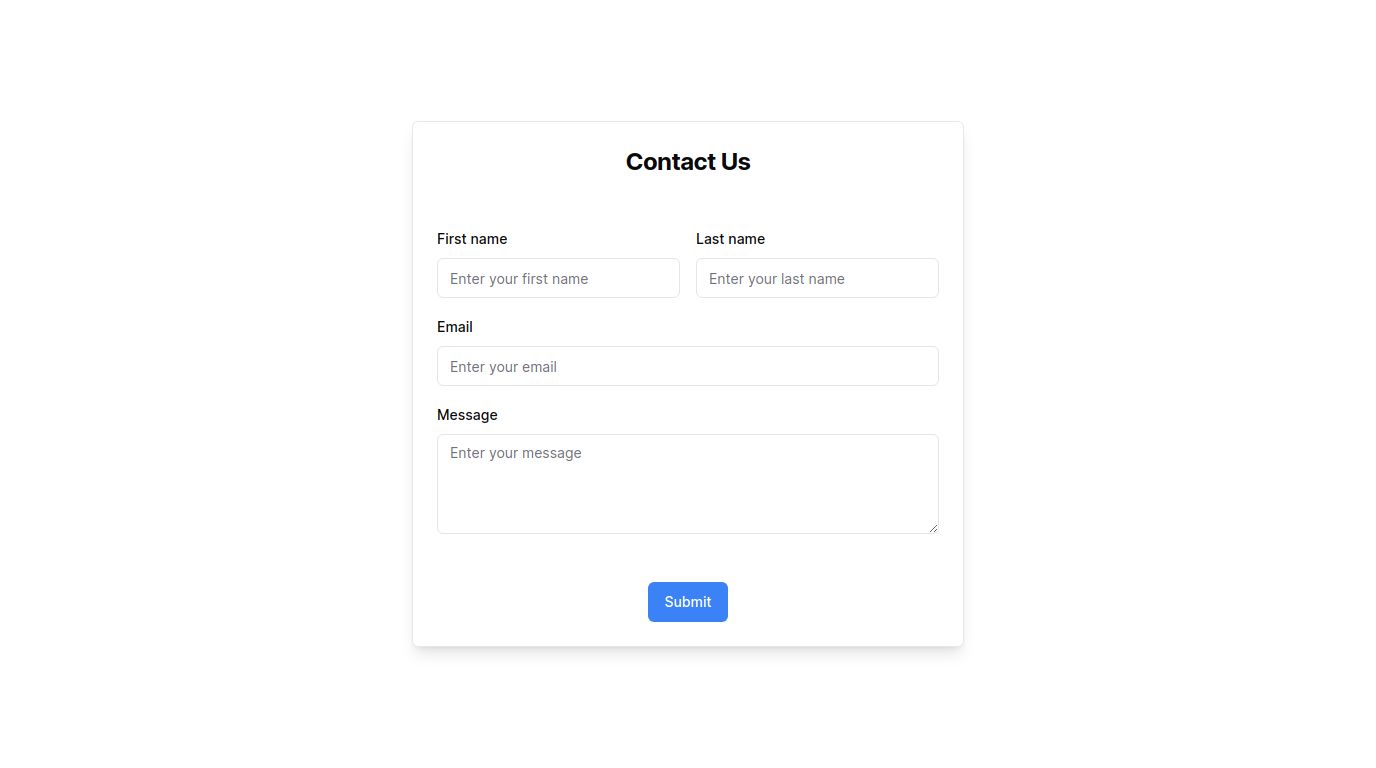 Contact Us
First name
Last name
Enter your first name
Enter your last name
Email
Enter your email
Message
Enter your message
Submit